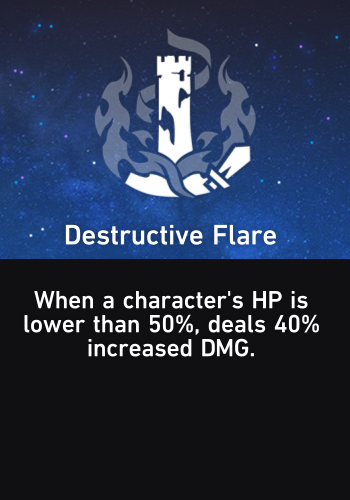 Destructive Flare
When a character's HP is
lower than 50%, deals 40%
increased DMG.